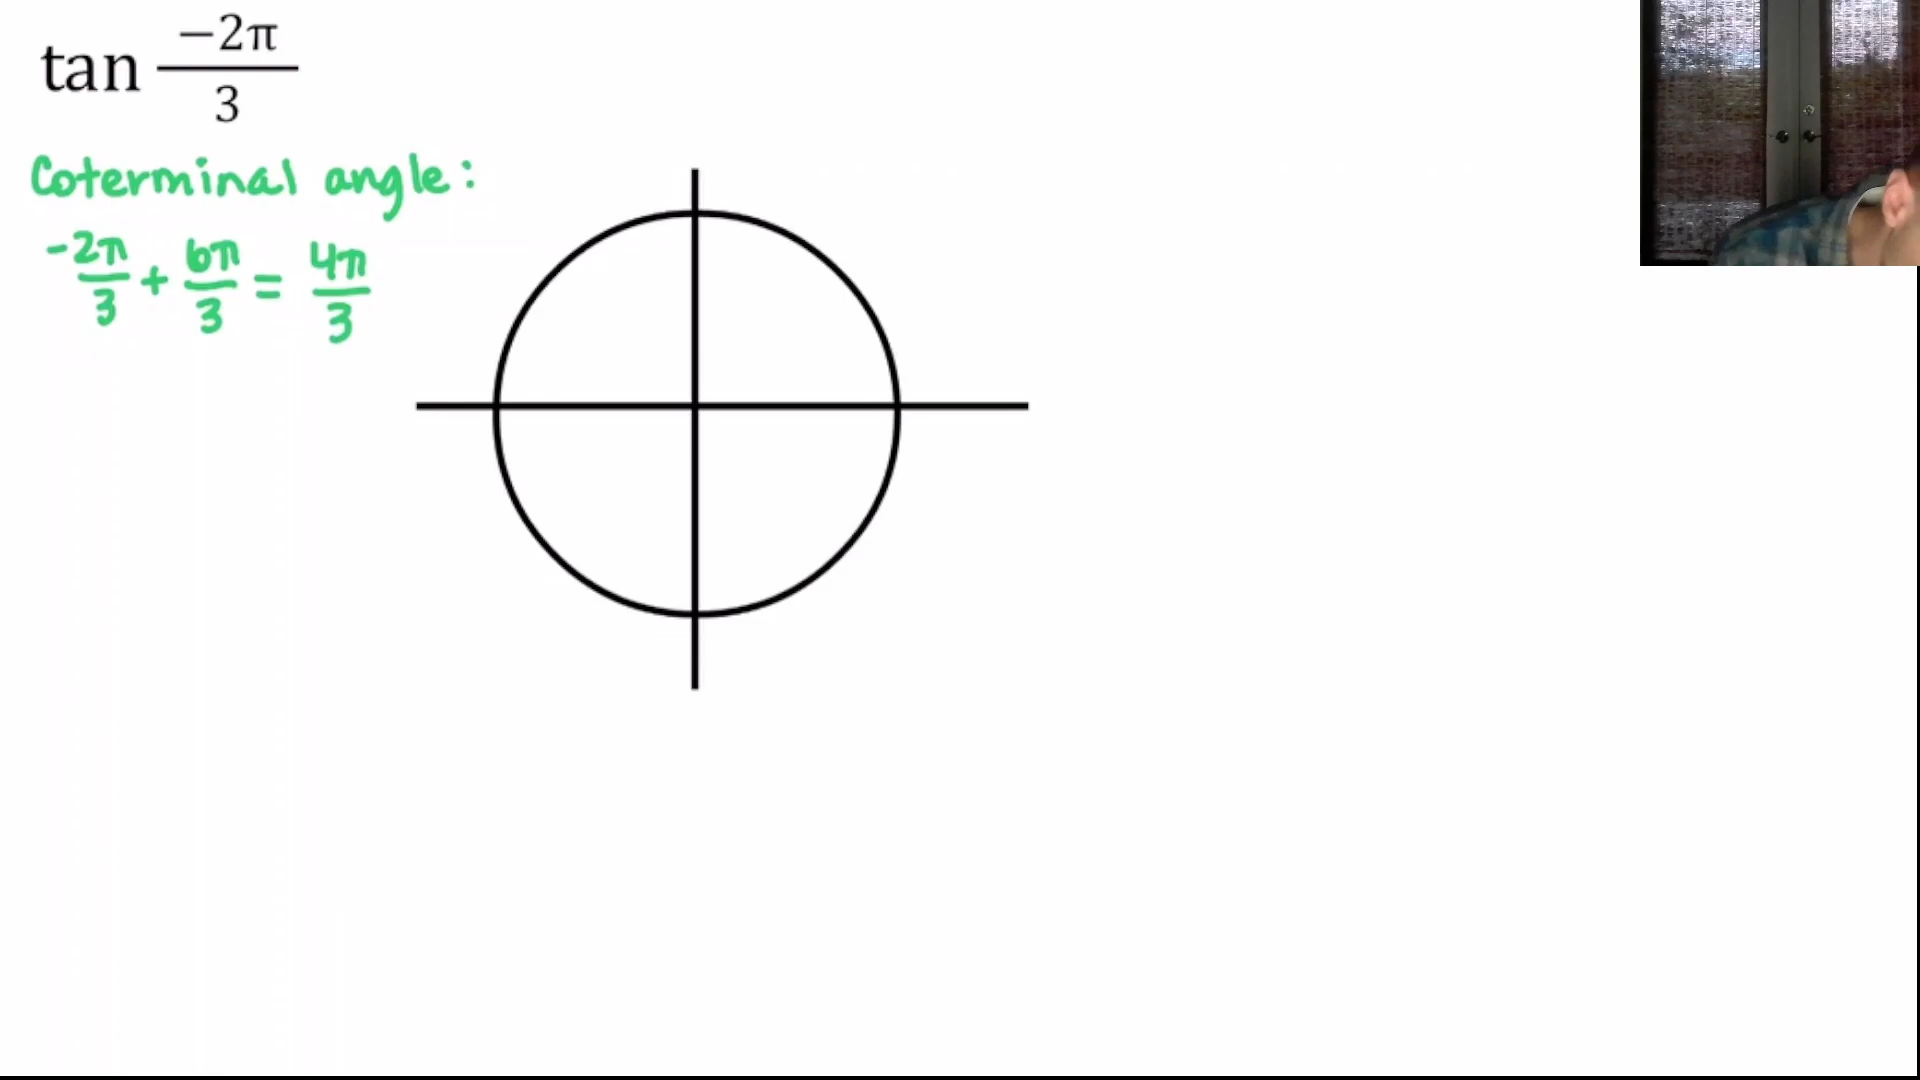 tan −2π/3
Coterminal angle:
-2π/3 + 6π/3 = 4π/3